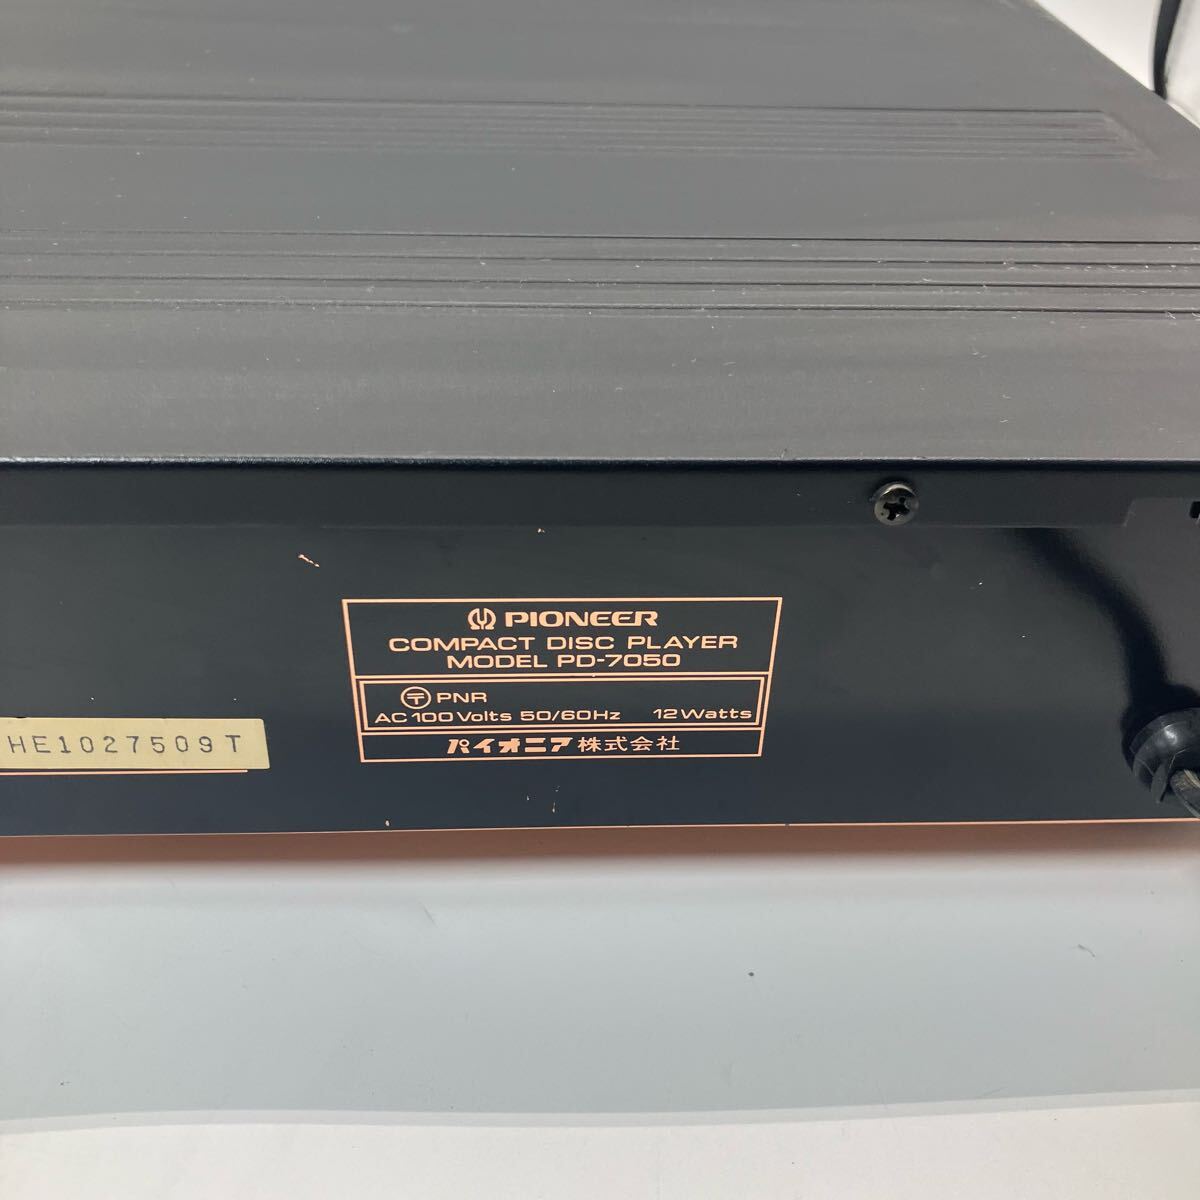 PIONEER
COMPACT DISC PLAYER
MODEL PD-7050
〒 PNR
AC 100 Volts 50/60Hz 12 Watts
パイオニア株式会社
HE1027509T